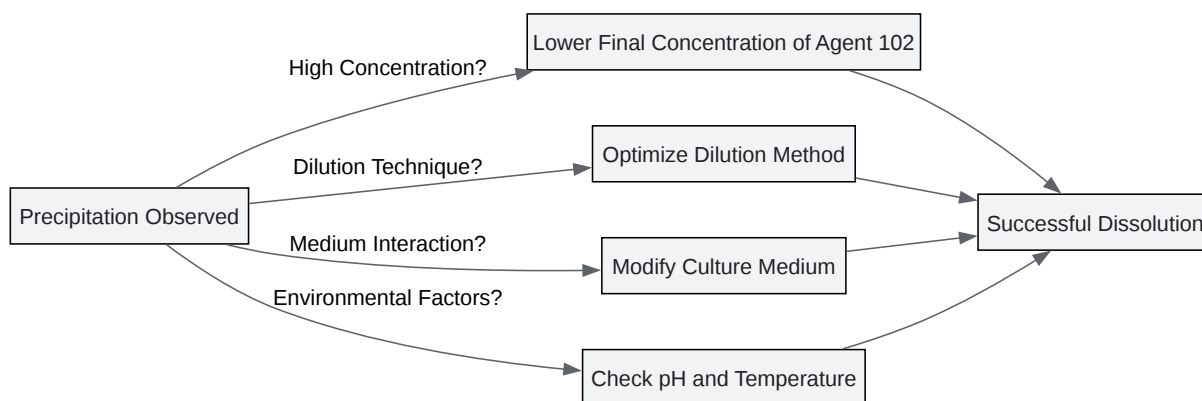 Lower Final Concentration of Agent 102
High Concentration?
Optimize Dilution Method
Dilution Technique?
Precipitation Observed
Successful Dissolution
Medium Interaction?
Modify Culture Medium
Environmental Factors?
Check pH and Temperature